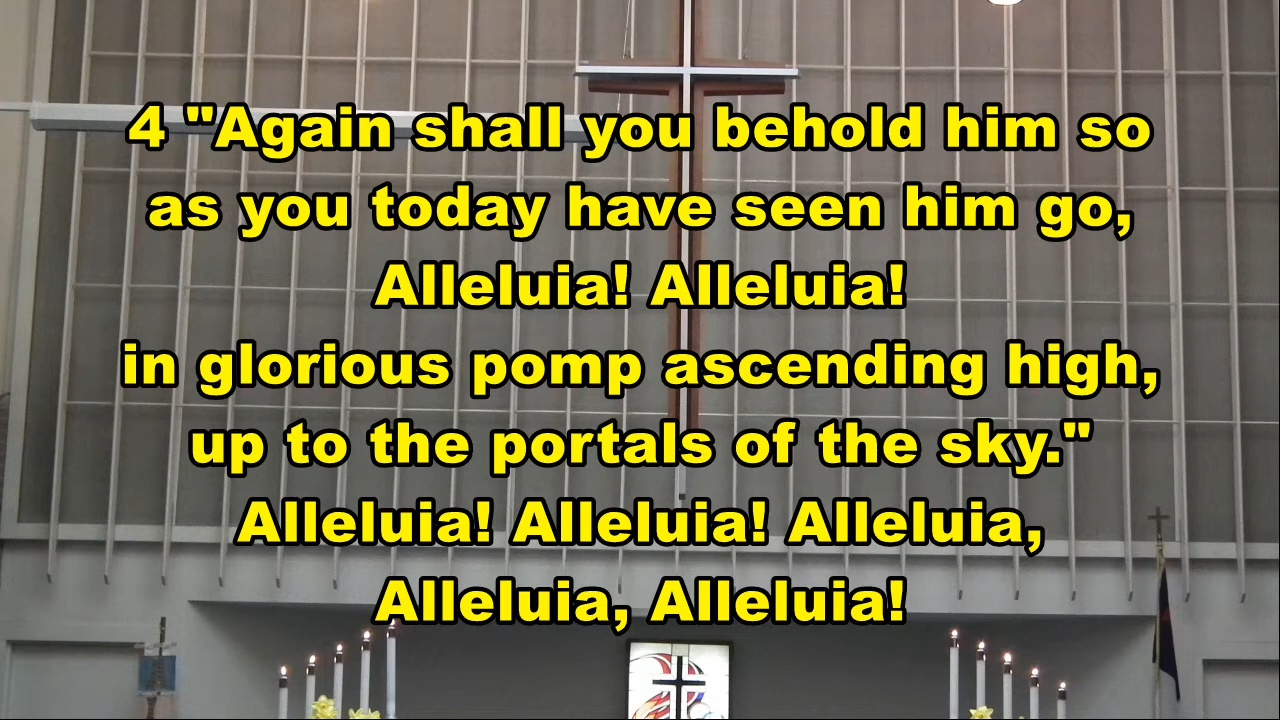 4 "Again shall you behold him so
as you today have seen him go,
Alleluia! Alleluia!
in glorious pomp ascending high,
up to the portals of the sky."
Alleluia! Alleluia! Alleluia,
Alleluia, Alleluia!